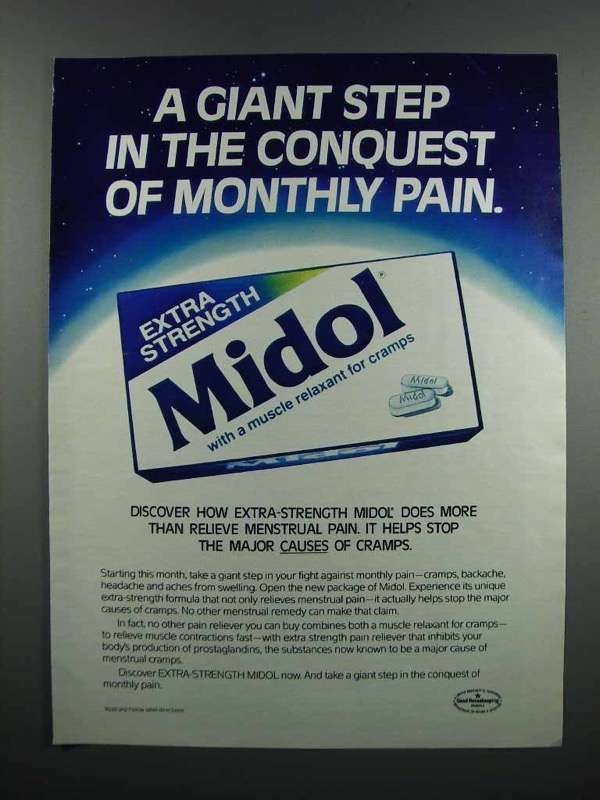 A GIANT STEP
IN THE CONQUEST
OF MONTHLY PAIN.
EXTRA
STRENGTH
Midol®
with a muscle relaxant for cramps
Midol
Midol
Midol
DISCOVER HOW EXTRA-STRENGTH MIDOL® DOES MORE
THAN RELIEVE MENSTRUAL PAIN. IT HELPS STOP
THE MAJOR CAUSES OF CRAMPS.
Starting this month, take a giant step in your fight against monthly pain—cramps, backache,
headache and aches from swelling. Open the new package of Midol. Experience its unique
extra-strength formula that not only relieves menstrual pain—it actually helps stop the major
causes of cramps. No other menstrual remedy can make that claim.
In fact, no other pain reliever you can buy combines both a muscle relaxant for cramps—
to relieve muscle contractions fast—with extra strength pain reliever that inhibits your
body's production of prostaglandins, the substances now known to be a major cause of
menstrual cramps.
Discover EXTRA-STRENGTH MIDOL now. And take a giant step in the conquest of
monthly pain.
Read and follow label directions
Good Housekeeping